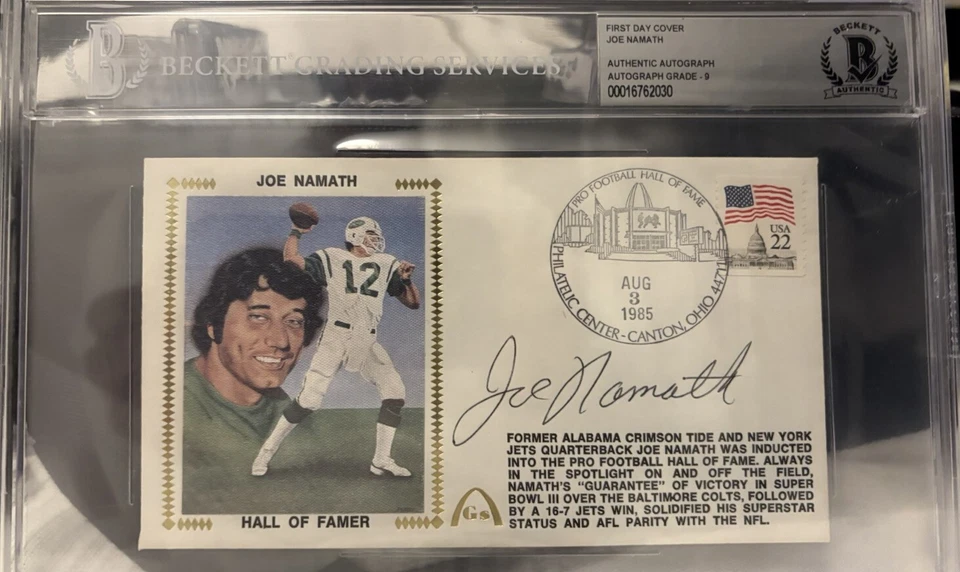 BECKETT GRADING SERVICES
FIRST DAY COVER
JOE NAMATH
AUTHENTIC AUTOGRAPH
AUTOGRAPH GRADE - 9
00016762030
BECKETT
B
AUTHENTIC
JOE NAMATH
12
HALL OF FAMER
PRO FOOTBALL HALL OF FAME
AUG
3
1985
PHILATELIC CENTER - CANTON, OHIO 44711
USA
22
Joe Namath
FORMER ALABAMA CRIMSON TIDE AND NEW YORK
JETS QUARTERBACK JOE NAMATH WAS INDUCTED
INTO THE PRO FOOTBALL HALL OF FAME. ALWAYS
IN THE SPOTLIGHT ON AND OFF THE FIELD,
NAMATH'S "GUARANTEE" OF VICTORY IN SUPER
BOWL III OVER THE BALTIMORE COLTS, FOLLOWED
BY A 16-7 JETS WIN, SOLIDIFIED HIS SUPERSTAR
STATUS AND AFL PARITY WITH THE NFL.
Gs